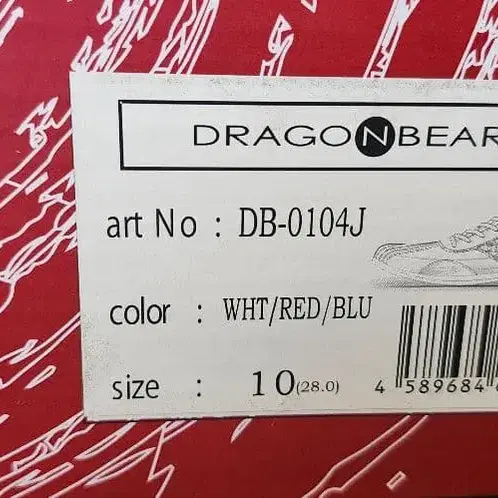 DRAGONBEAR
art No : DB-0104J
color : WHT/RED/BLU
size : 10(28.0)
4 589684